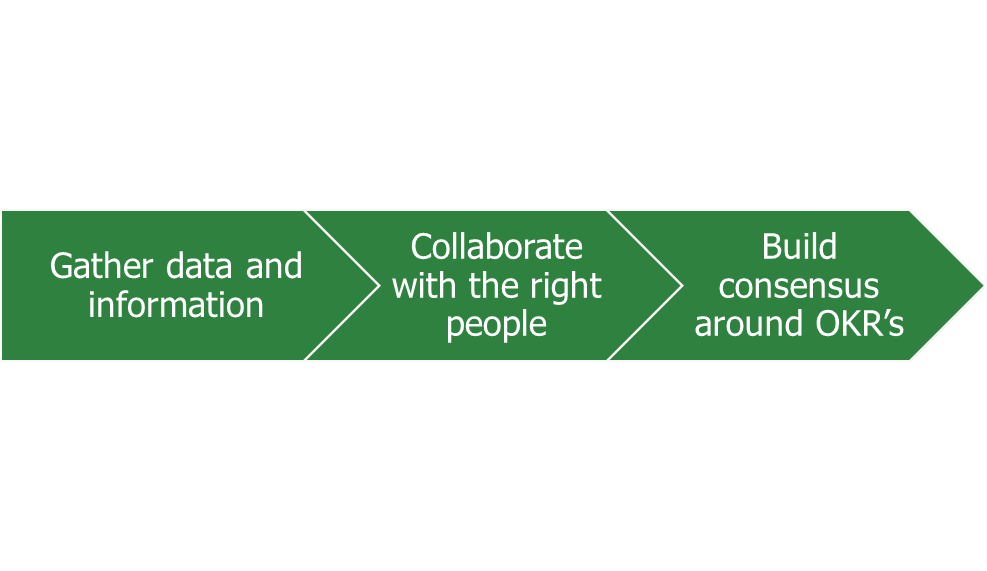 Gather data and
information
Collaborate
with the right
people
Build
consensus
around OKR’s